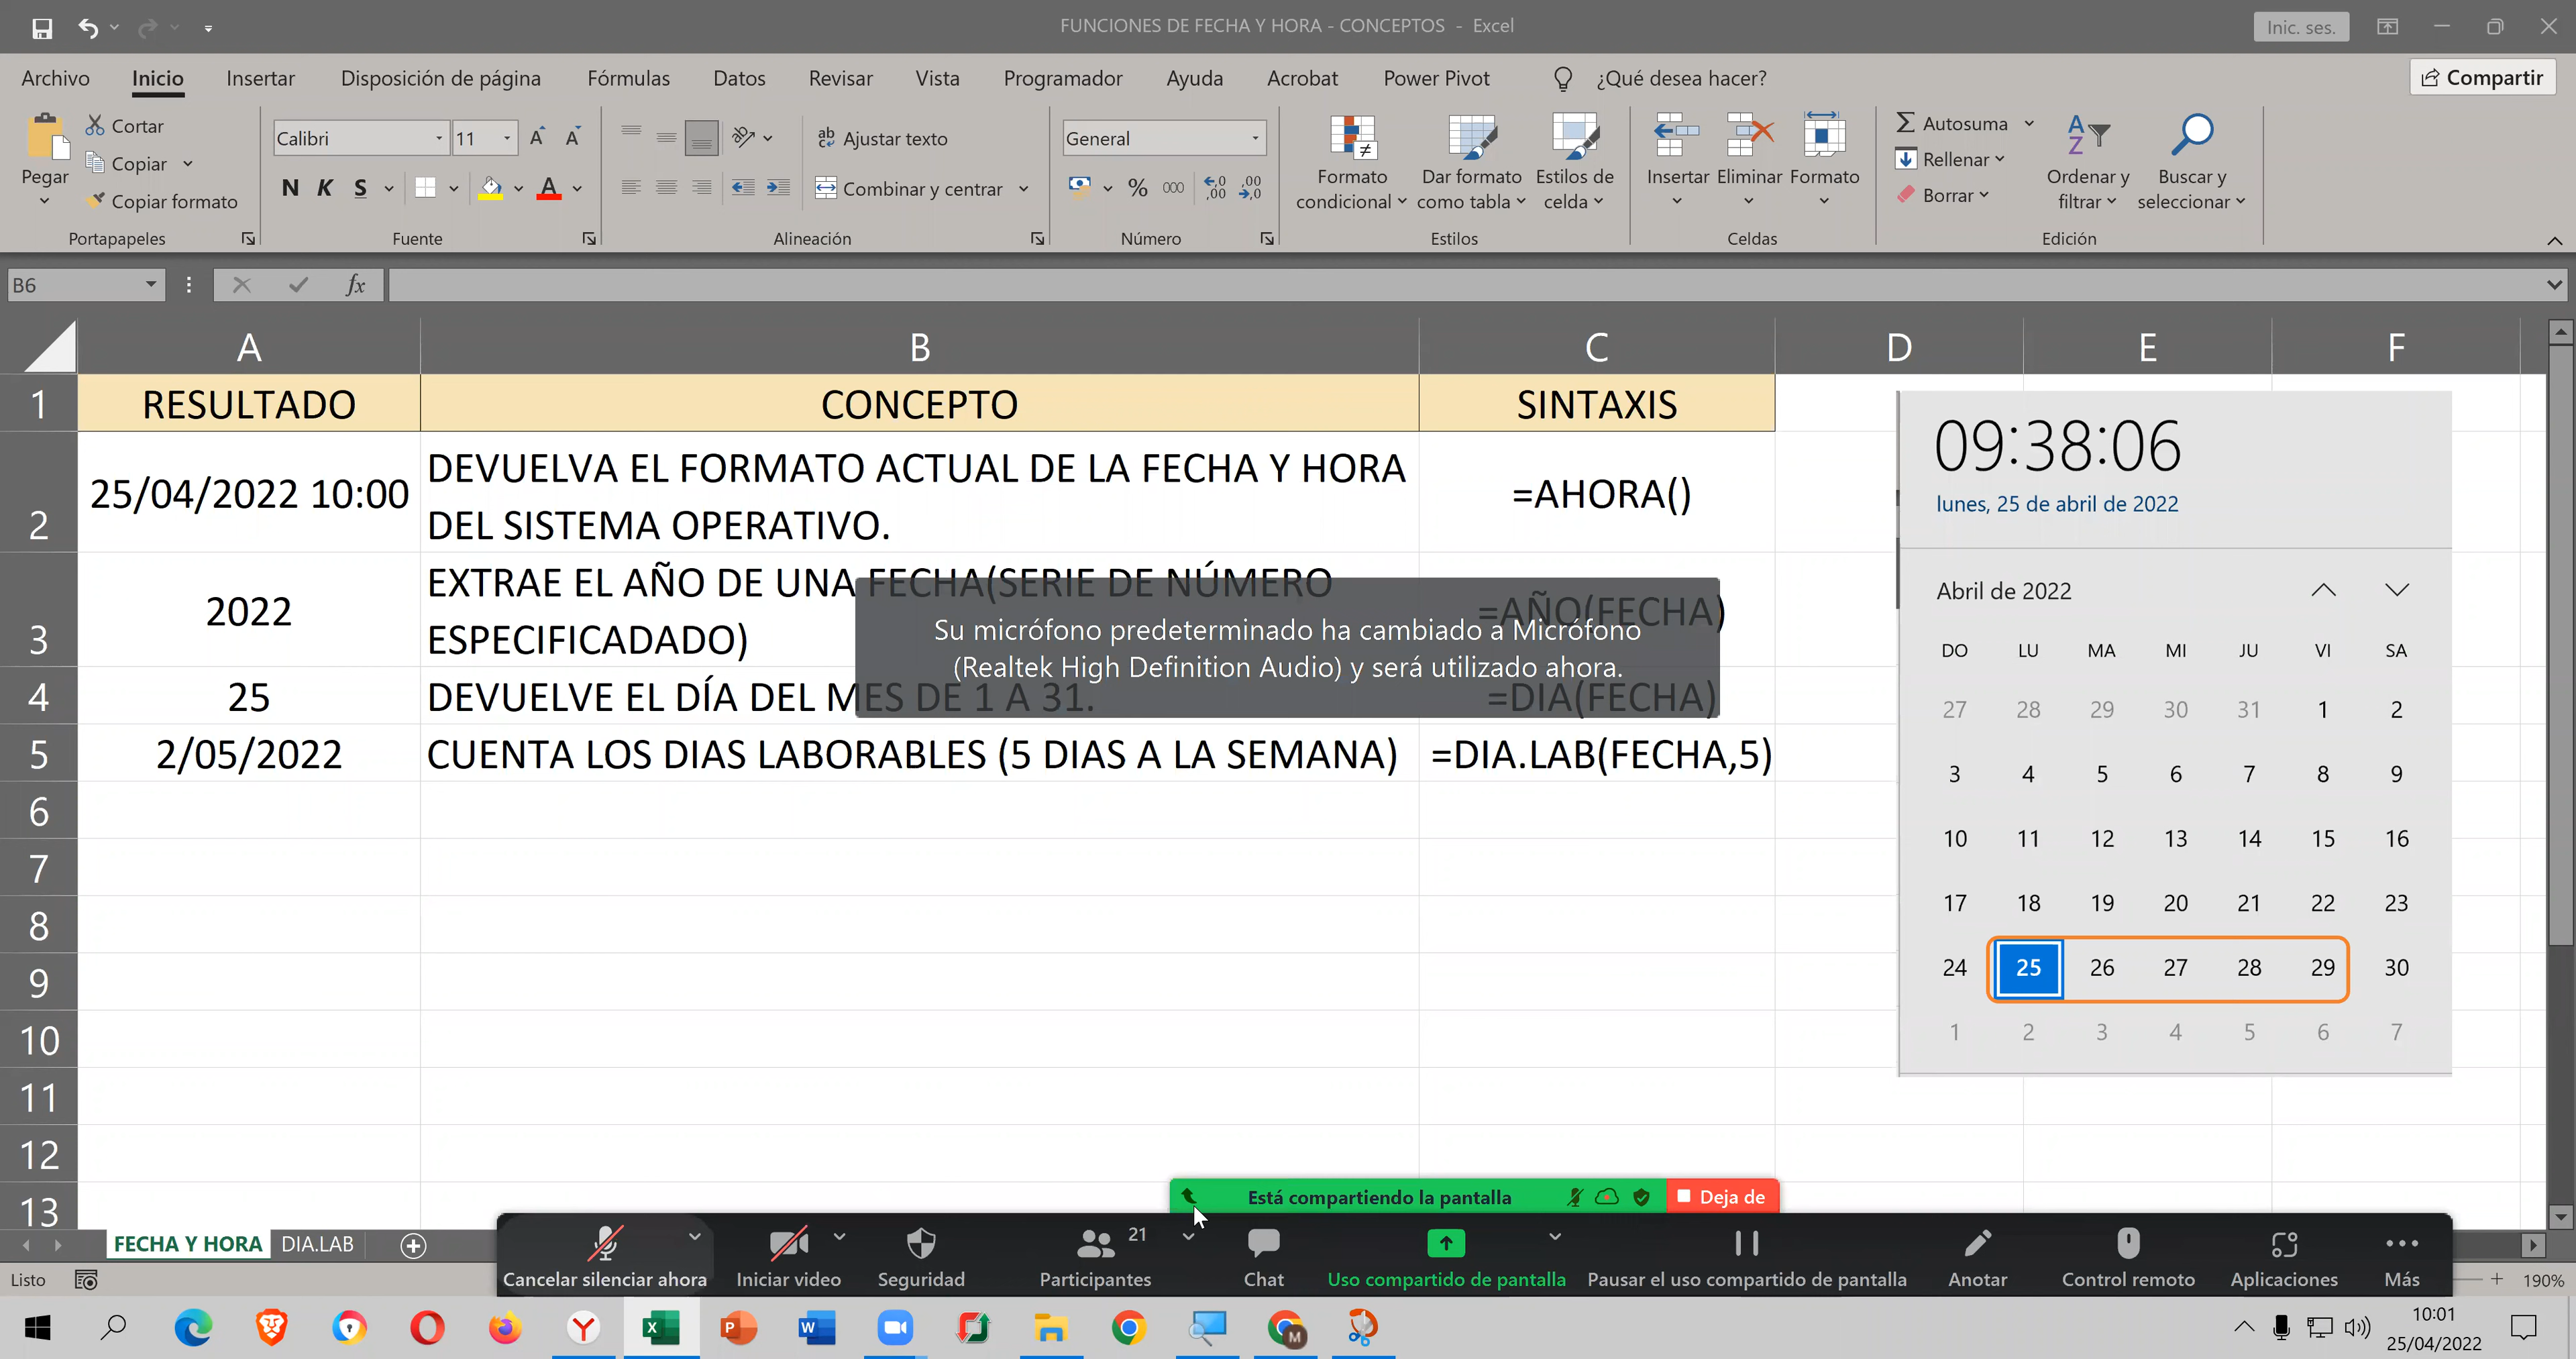 FUNCIONES DE FECHA Y HORA - CONCEPTOS - Excel
Inic. ses.
Archivo Inicio Insertar Disposición de página Fórmulas Datos Revisar Vista Programador Ayuda Acrobat Power Pivot ¿Qué desea hacer? Compartir
Pegar
Cortar
Copiar
Copiar formato
Portapapeles
Calibri 11
N K S
Fuente
Ajustar texto
Combinar y centrar
Alineación
General
% 000
Número
Formato condicional
Dar formato como tabla
Estilos de celda
Estilos
Insertar Eliminar Formato
Celdas
Autosuma
Rellenar
Borrar
Ordenar y filtrar
Buscar y seleccionar
Edición
B6
fx
A B C D E F
1 RESULTADO CONCEPTO SINTAXIS
2 25/04/2022 10:00 DEVUELVA EL FORMATO ACTUAL DE LA FECHA Y HORA
DEL SISTEMA OPERATIVO. =AHORA()
3 2022 EXTRAE EL AÑO DE UNA FECHA(SERIE DE NÚMERO
ESPECIFICADADO) =AÑO(FECHA)
4 25 DEVUELVE EL DÍA DEL MES DE 1 A 31. =DIA(FECHA)
5 2/05/2022 CUENTA LOS DIAS LABORABLES (5 DIAS A LA SEMANA) =DIA.LAB(FECHA,5)
6
7
8
9
10
11
12
13
Su micrófono predeterminado ha cambiado a Micrófono
(Realtek High Definition Audio) y será utilizado ahora.
09:38:06
lunes, 25 de abril de 2022
Abril de 2022
DO LU MA MI JU VI SA
27 28 29 30 31 1 2
3 4 5 6 7 8 9
10 11 12 13 14 15 16
17 18 19 20 21 22 23
24 25 26 27 28 29 30
1 2 3 4 5 6 7
Está compartiendo la pantalla Deja de
FECHA Y HORA DIA.LAB
Listo
21
Cancelar silenciar ahora Iniciar video Seguridad Participantes Chat Uso compartido de pantalla Pausar el uso compartido de pantalla Anotar Control remoto Aplicaciones Más
190%
10:01
25/04/2022